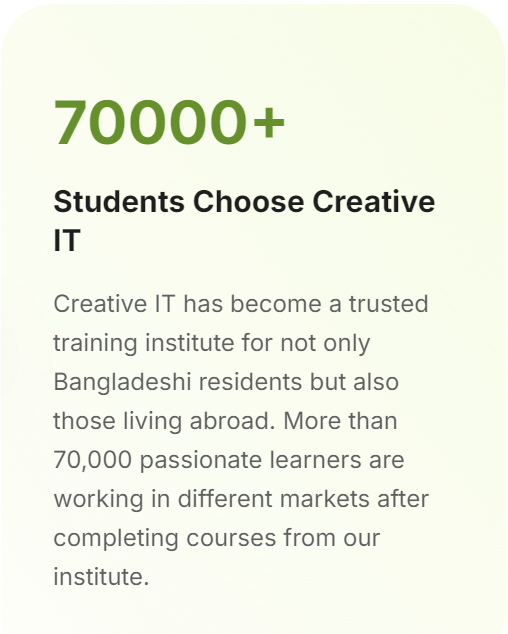 70000+
Students Choose Creative
IT
Creative IT has become a trusted
training institute for not only
Bangladeshi residents but also
those living abroad. More than
70,000 passionate learners are
working in different markets after
completing courses from our
institute.